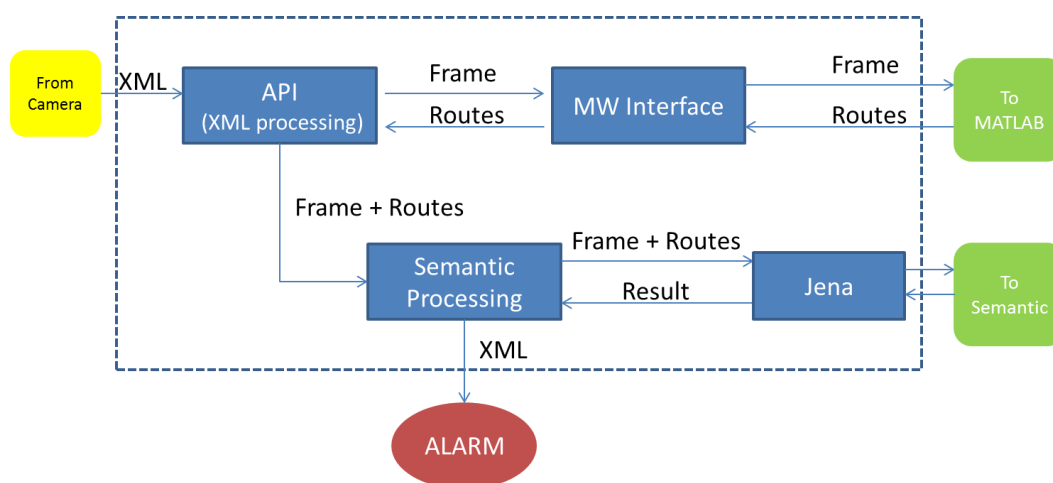 From
Camera
XML
API
(XML processing)
Frame
Routes
MW Interface
Frame
Routes
To
MATLAB
Frame + Routes
Semantic
Processing
Frame + Routes
Result
Jena
To
Semantic
XML
ALARM